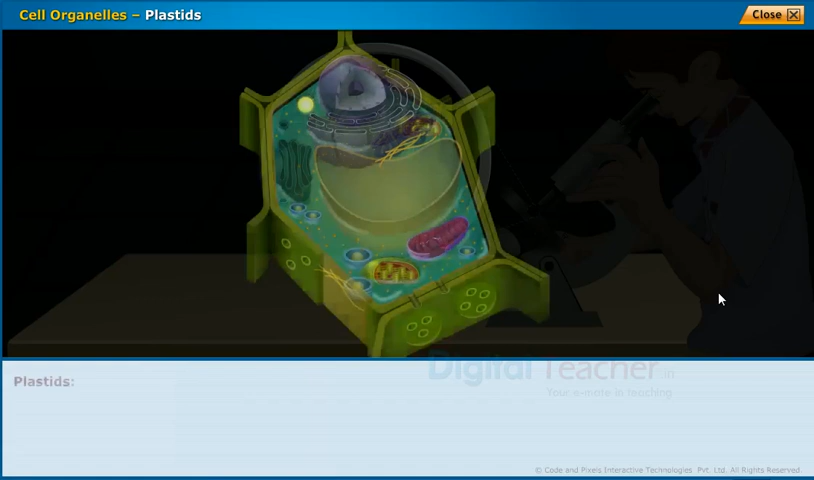 Cell Organelles – Plastids
Close
Plastids:
Digital Teacher.in
Your e-mate in teaching
© Code and Pixels Interactive Technologies Pvt. Ltd. All Rights Reserved